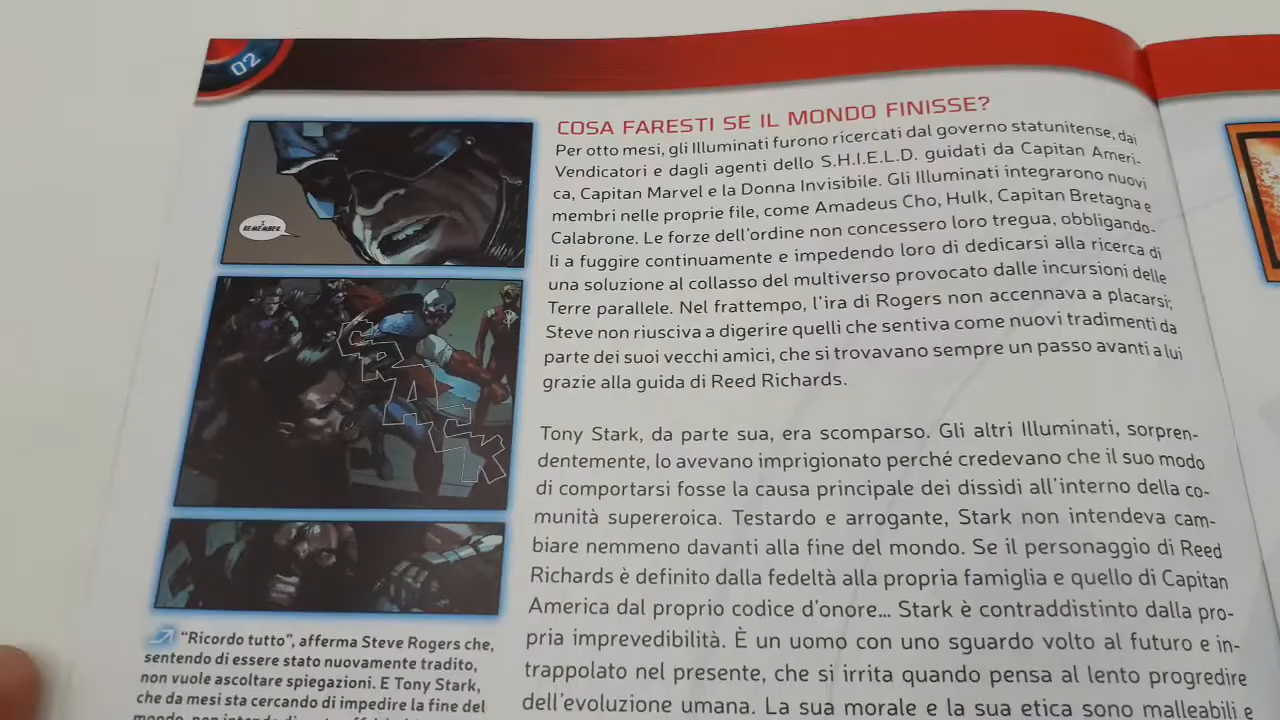 02
I REMEMBER.
SRACK
"Ricordo tutto", afferma Steve Rogers che,
sentendo di essere stato nuovamente tradito,
non vuole ascoltare spiegazioni. E Tony Stark,
che da mesi sta cercando di impedire la fine del
mondo, non
COSA FARESTI SE IL MONDO FINISSE?
Per otto mesi, gli Illuminati furono ricercati dal governo statunitense, dai
Vendicatori e dagli agenti dello S.H.I.E.L.D. guidati da Capitan Ameri-
ca, Capitan Marvel e la Donna Invisibile. Gli Illuminati integrarono nuovi
membri nelle proprie file, come Amadeus Cho, Hulk, Capitan Bretagna e
Calabrone. Le forze dell'ordine non concessero loro tregua, obbligando-
li a fuggire continuamente e impedendo loro di dedicarsi alla ricerca di
una soluzione al collasso del multiverso provocato dalle incursioni delle
Terre parallele. Nel frattempo, l'ira di Rogers non accennava a placarsi;
Steve non riusciva a digerire quelli che sentiva come nuovi tradimenti da
parte dei suoi vecchi amici, che si trovavano sempre un passo avanti a lui
grazie alla guida di Reed Richards.
Tony Stark, da parte sua, era scomparso. Gli altri Illuminati, sorpren-
dentemente, lo avevano imprigionato perché credevano che il suo modo
di comportarsi fosse la causa principale dei dissidi all'interno della co-
munità supereroica. Testardo e arrogante, Stark non intendeva cam-
biare nemmeno davanti alla fine del mondo. Se il personaggio di Reed
Richards è definito dalla fedeltà alla propria famiglia e quello di Capitan
America dal proprio codice d'onore... Stark è contraddistinto dalla pro-
pria imprevedibilità. È un uomo con uno sguardo volto al futuro e in-
trappolato nel presente, che si irrita quando pensa al lento progredire
dell'evoluzione umana. La sua morale e la sua etica sono malleabili e